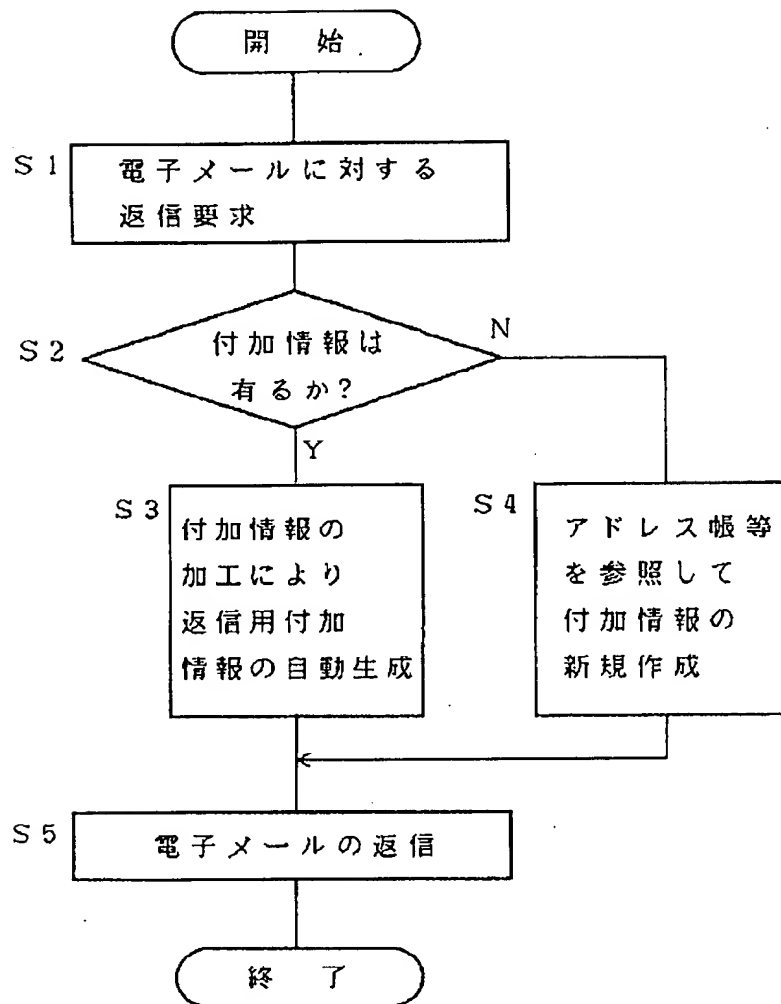 開 始
S1
電子メールに対する
返信要求
S2
付加情報は
有るか?
N
Y
S3
付加情報の
加工により
返信用付加
情報の自動生成
S4
アドレス帳等
を参照して
付加情報の
新規作成
S5
電子メールの返信
終 了